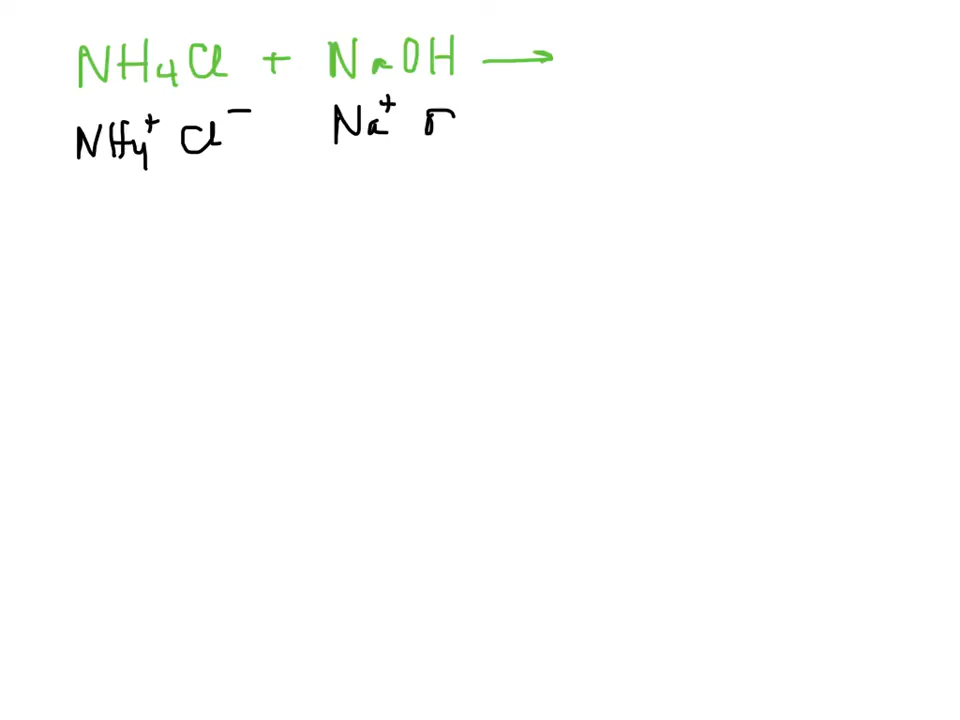 NH4Cl + NaOH ⟶
NH4⁺ Cl⁻ Na⁺